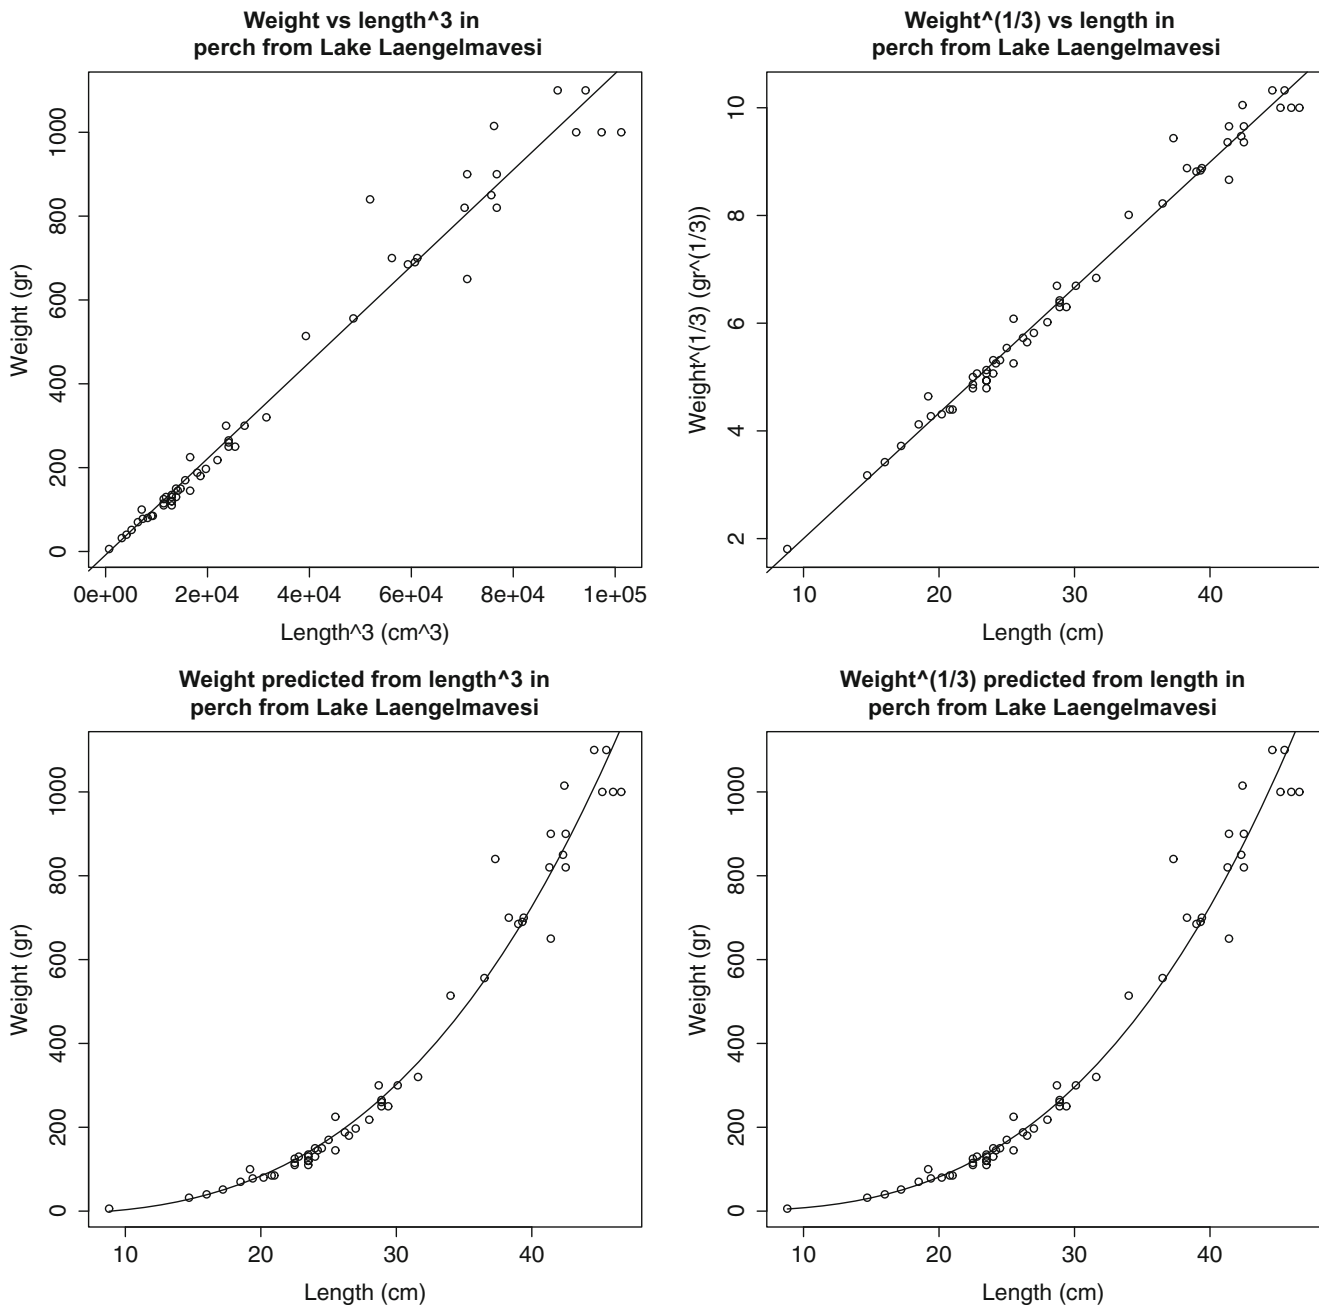 Weight vs length^3 in
perch from Lake Laengelmavesi
Weight (gr)
0 200 400 600 800 1000
0e+00 2e+04 4e+04 6e+04 8e+04 1e+05
Length^3 (cm^3)
Weight^(1/3) vs length in
perch from Lake Laengelmavesi
Weight^(1/3) (gr^(1/3))
2 4 6 8 10
10 20 30 40
Length (cm)
Weight predicted from length^3 in
perch from Lake Laengelmavesi
Weight (gr)
0 200 400 600 800 1000
10 20 30 40
Length (cm)
Weight^(1/3) predicted from length in
perch from Lake Laengelmavesi
Weight (gr)
0 200 400 600 800 1000
10 20 30 40
Length (cm)